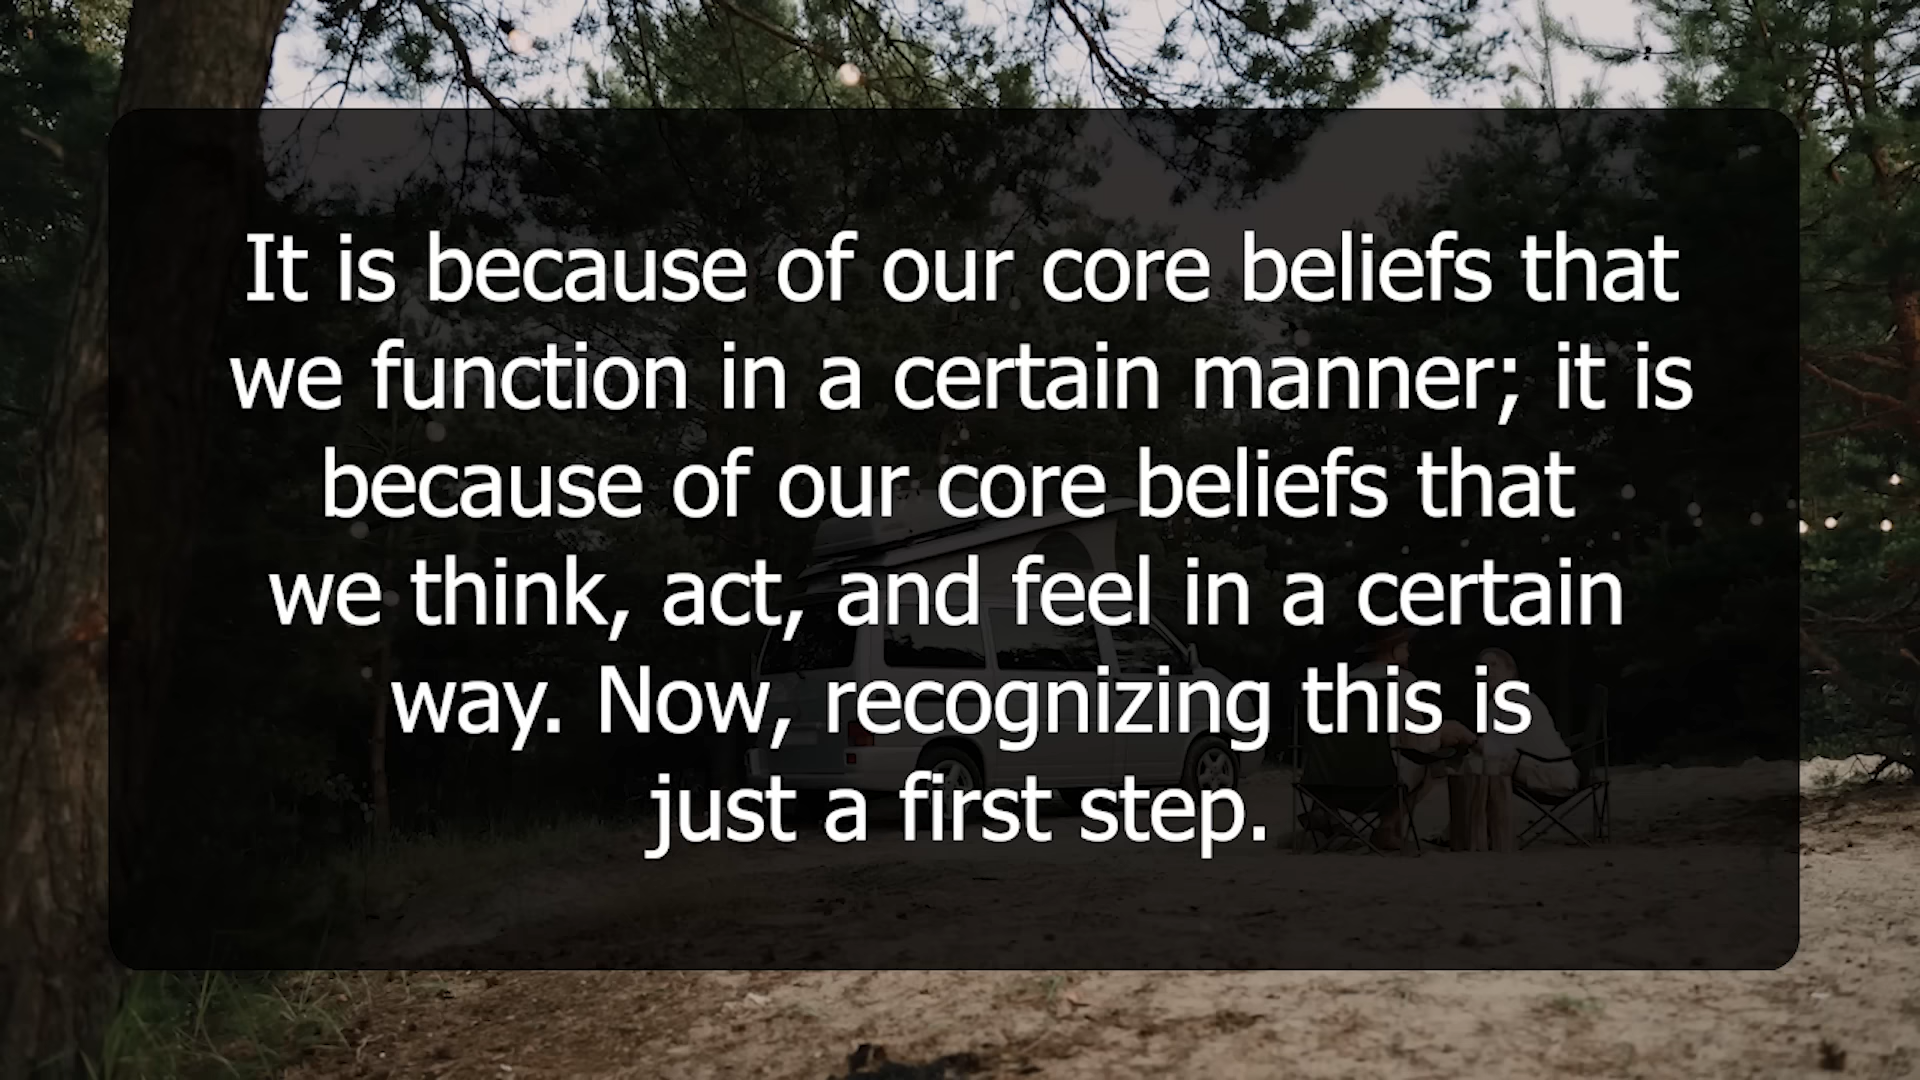 It is because of our core beliefs that
we function in a certain manner; it is
because of our core beliefs that
we think, act, and feel in a certain
way. Now, recognizing this is
just a first step.